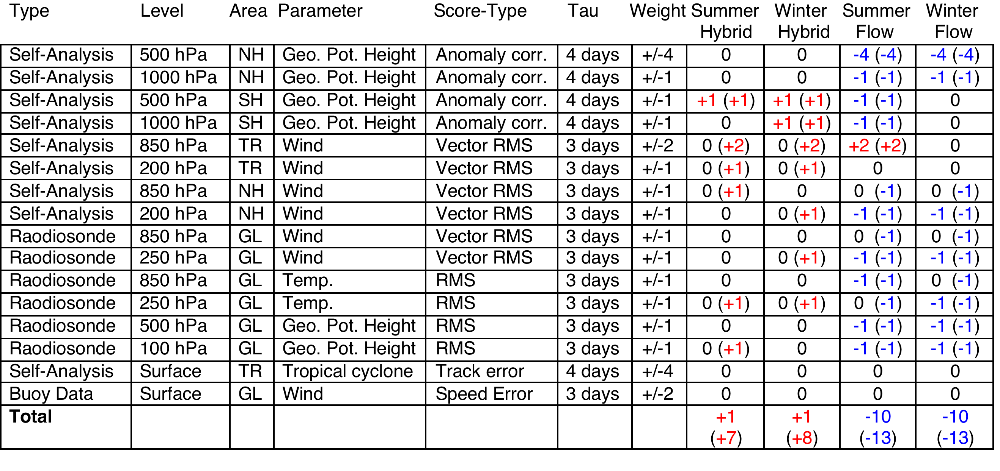 Type Level Area Parameter Score-Type Tau Weight Summer Winter Summer Winter
Hybrid Hybrid Flow Flow
Self-Analysis 500 hPa NH Geo. Pot. Height Anomaly corr. 4 days +/-4 0 0 -4 (-4) -4 (-4)
Self-Analysis 1000 hPa NH Geo. Pot. Height Anomaly corr. 4 days +/-1 0 0 -1 (-1) -1 (-1)
Self-Analysis 500 hPa SH Geo. Pot. Height Anomaly corr. 4 days +/-1 +1 (+1) +1 (+1) -1 (-1) 0
Self-Analysis 1000 hPa SH Geo. Pot. Height Anomaly corr. 4 days +/-1 0 +1 (+1) -1 (-1) 0
Self-Analysis 850 hPa TR Wind Vector RMS 3 days +/-2 0 (+2) 0 (+2) +2 (+2) 0
Self-Analysis 200 hPa TR Wind Vector RMS 3 days +/-1 0 (+1) 0 (+1) 0 0
Self-Analysis 850 hPa NH Wind Vector RMS 3 days +/-1 0 (+1) 0 0 (-1) 0 (-1)
Self-Analysis 200 hPa NH Wind Vector RMS 3 days +/-1 0 0 (+1) -1 (-1) -1 (-1)
Raodiosonde 850 hPa GL Wind Vector RMS 3 days +/-1 0 0 0 (-1) 0 (-1)
Raodiosonde 250 hPa GL Wind Vector RMS 3 days +/-1 0 0 (+1) -1 (-1) -1 (-1)
Raodiosonde 850 hPa GL Temp. RMS 3 days +/-1 0 0 -1 (-1) 0 (-1)
Raodiosonde 250 hPa GL Temp. RMS 3 days +/-1 0 (+1) 0 (+1) 0 (-1) -1 (-1)
Raodiosonde 500 hPa GL Geo. Pot. Height RMS 3 days +/-1 0 0 -1 (-1) -1 (-1)
Raodiosonde 100 hPa GL Geo. Pot. Height RMS 3 days +/-1 0 (+1) 0 -1 (-1) -1 (-1)
Self-Analysis Surface TR Tropical cyclone Track error 4 days +/-4 0 0 0 0
Buoy Data Surface GL Wind Speed Error 3 days +/-2 0 0 0 0
Total +1 +1 -10 -10
(+7) (+8) (-13) (-13)